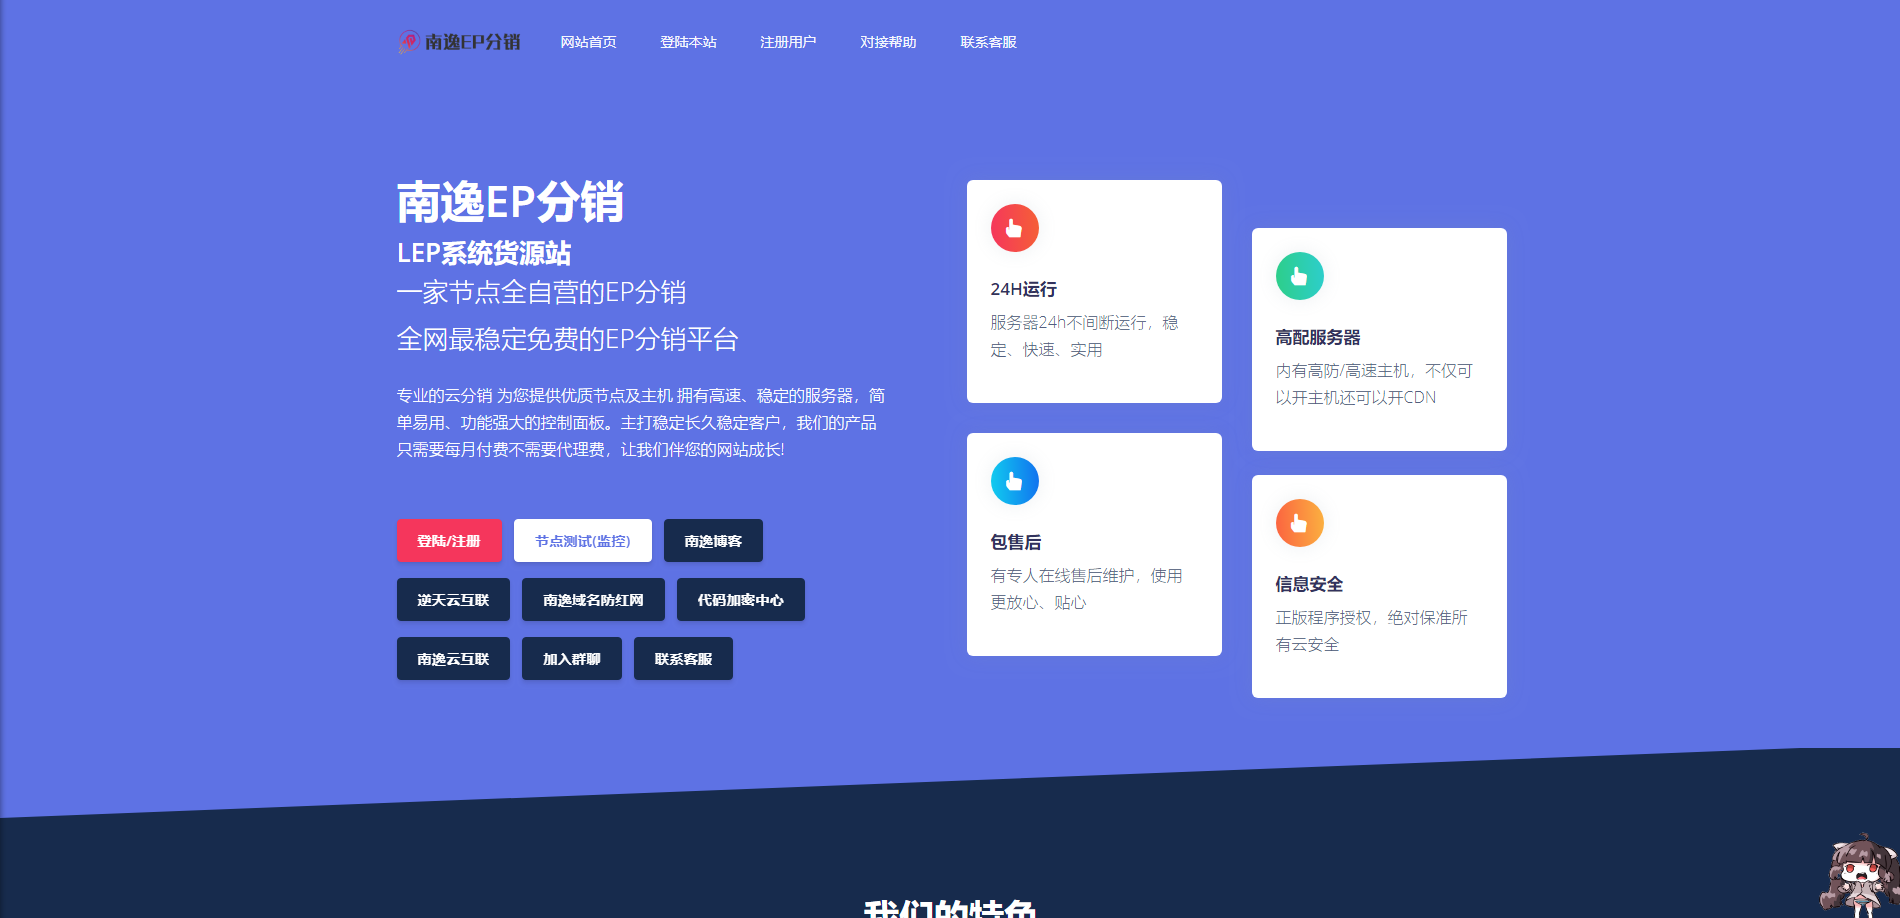 南逸EP分销
网站首页
登陆本站
注册用户
对接帮助
联系客服
南逸EP分销
LEP系统货源站
一家节点全自营的EP分销
全网最稳定免费的EP分销平台
专业的云分销 为您提供优质节点及主机 拥有高速、稳定的服务器，简
单易用、功能强大的控制面板。主打稳定长久稳定客户，我们的产品
只需要每月付费不需要代理费，让我们伴您的网站成长!
登陆/注册
节点测试(监控)
南逸博客
逆天云互联
南逸域名防红网
代码加密中心
南逸云互联
加入群聊
联系客服
24H运行
服务器24h不间断运行，稳
定、快速、实用
高配服务器
内有高防/高速主机，不仅可
以开主机还可以开CDN
包售后
有专人在线售后维护，使用
更放心、贴心
信息安全
正版程序授权，绝对保准所
有云安全
我们的特色